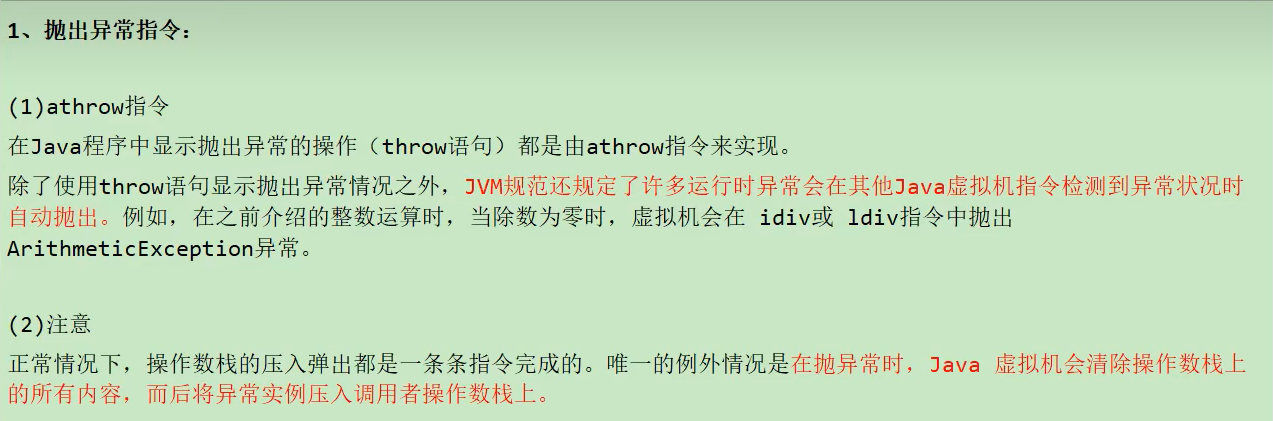 1、抛出异常指令：
(1)athrow指令
在Java程序中显示抛出异常的操作（throw语句）都是由athrow指令来实现。
除了使用throw语句显示抛出异常情况之外，JVM规范还规定了许多运行时异常会在其他Java虚拟机指令检测到异常状况时
自动抛出。例如，在之前介绍的整数运算时，当除数为零时，虚拟机会在 idiv或 ldiv指令中抛出
ArithmeticException异常。
(2)注意
正常情况下，操作数栈的压入弹出都是一条条指令完成的。唯一的例外情况是在抛异常时，Java 虚拟机会清除操作数栈上
的所有内容，而后将异常实例压入调用者操作数栈上。